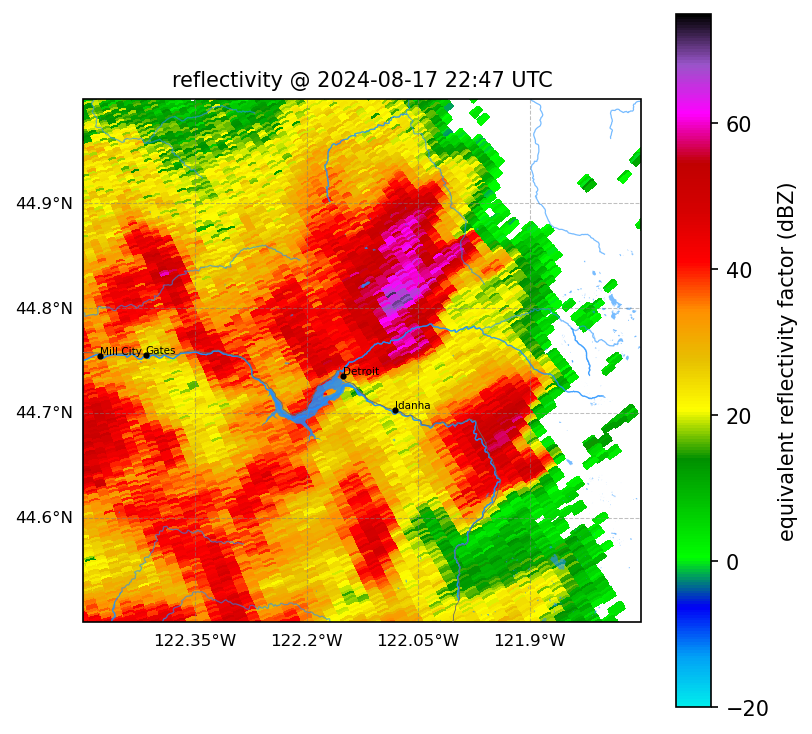 reflectivity @ 2024-08-17 22:47 UTC
60
44.9°N
40
44.8°N
Mill City
Gates
Detroit
Idanha
44.7°N
20
44.6°N
0
122.35°W
122.2°W
122.05°W
121.9°W
−20
equivalent reflectivity factor (dBZ)